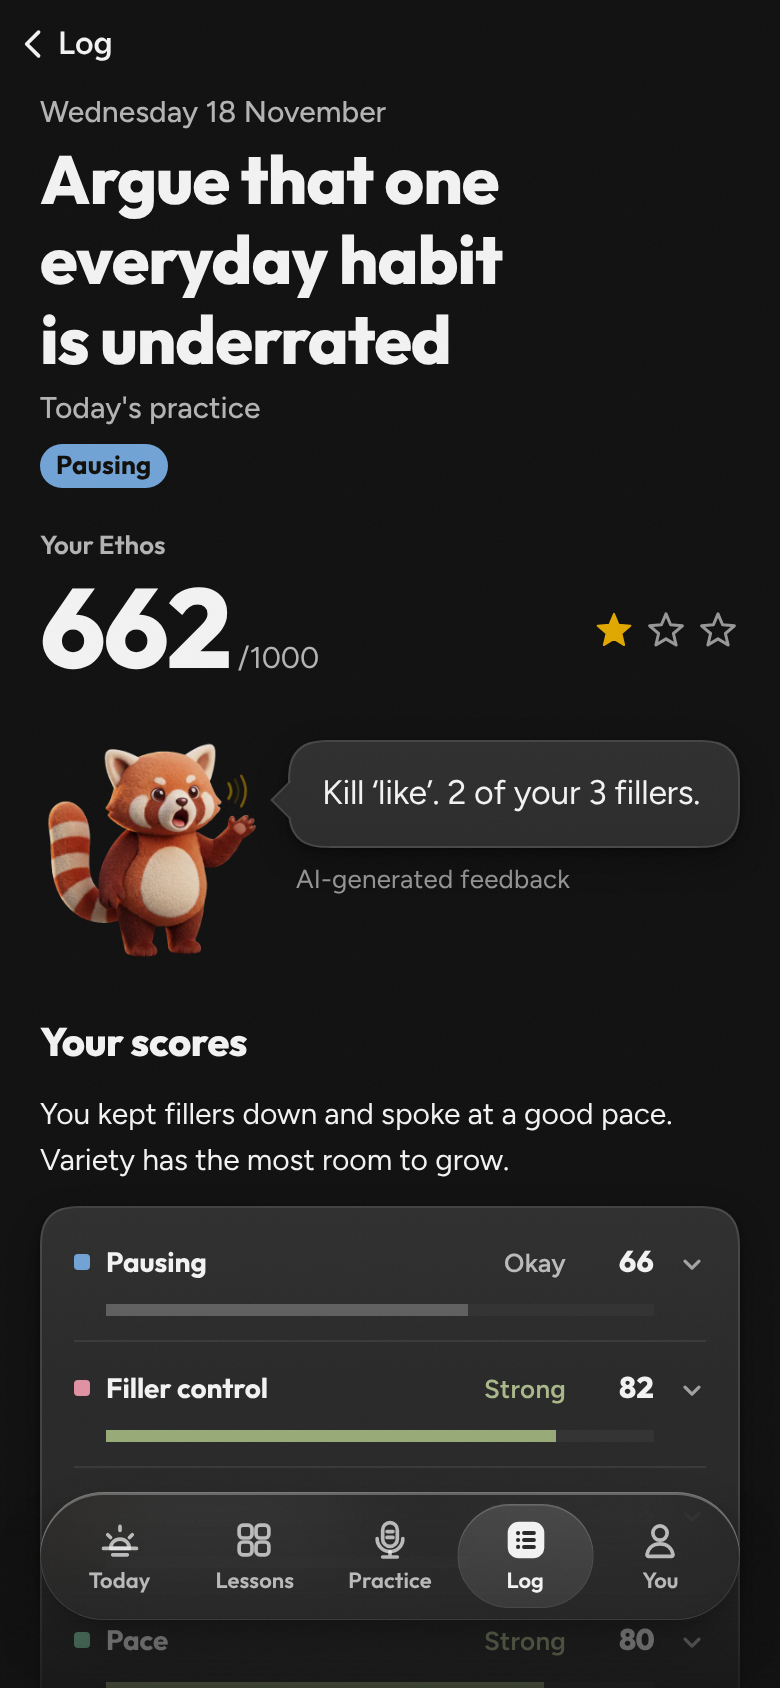 Log
Wednesday 18 November
Argue that one
everyday habit
is underrated
Today's practice
Pausing
Your Ethos
662 /1000
Kill ‘like’. 2 of your 3 fillers.
AI-generated feedback
Your scores
You kept fillers down and spoke at a good pace.
Variety has the most room to grow.
Pausing Okay 66
Filler control Strong 82
Today Lessons Practice Log You
Pace Strong 80